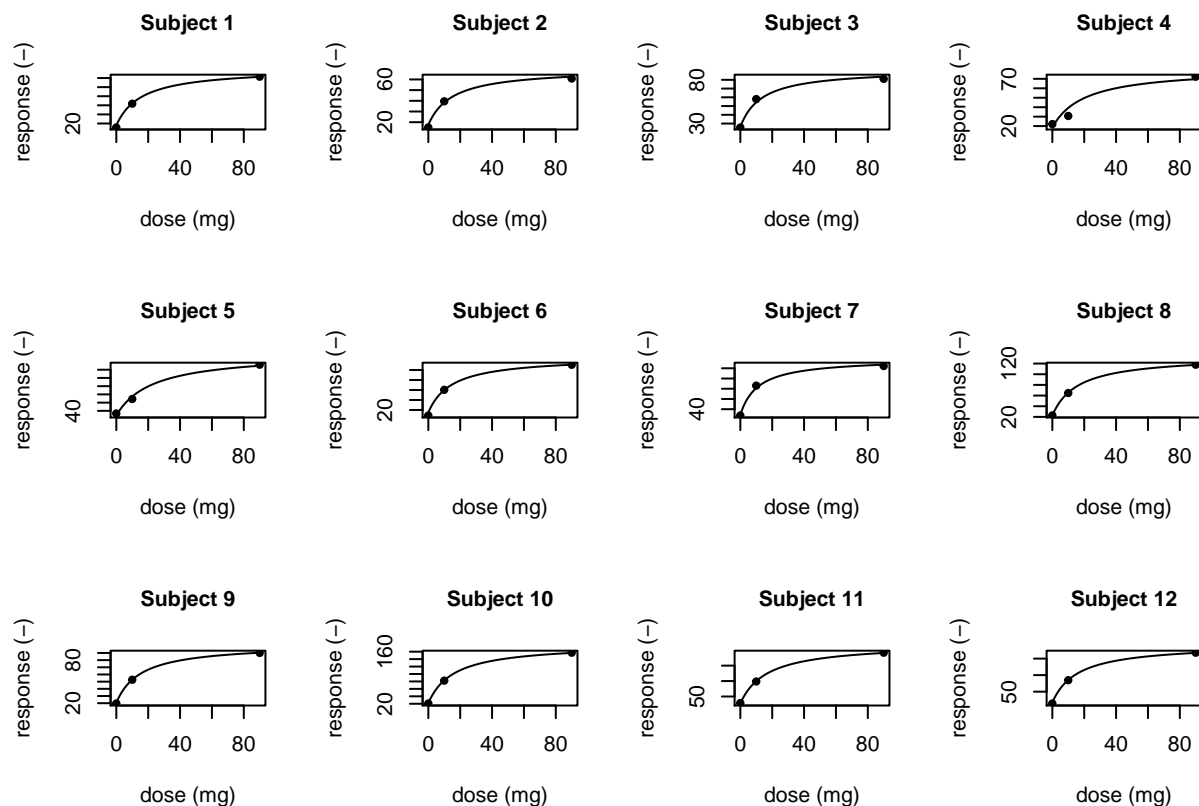 Subject 1
response (−)
20
0 40 80
dose (mg)
Subject 2
response (−)
20 60
0 40 80
dose (mg)
Subject 3
response (−)
30 80
0 40 80
dose (mg)
Subject 4
response (−)
20 70
0 40 80
dose (mg)
Subject 5
response (−)
40
0 40 80
dose (mg)
Subject 6
response (−)
20
0 40 80
dose (mg)
Subject 7
response (−)
40
0 40 80
dose (mg)
Subject 8
response (−)
20 120
0 40 80
dose (mg)
Subject 9
response (−)
20 80
0 40 80
dose (mg)
Subject 10
response (−)
20 160
0 40 80
dose (mg)
Subject 11
response (−)
50
0 40 80
dose (mg)
Subject 12
response (−)
50
0 40 80
dose (mg)